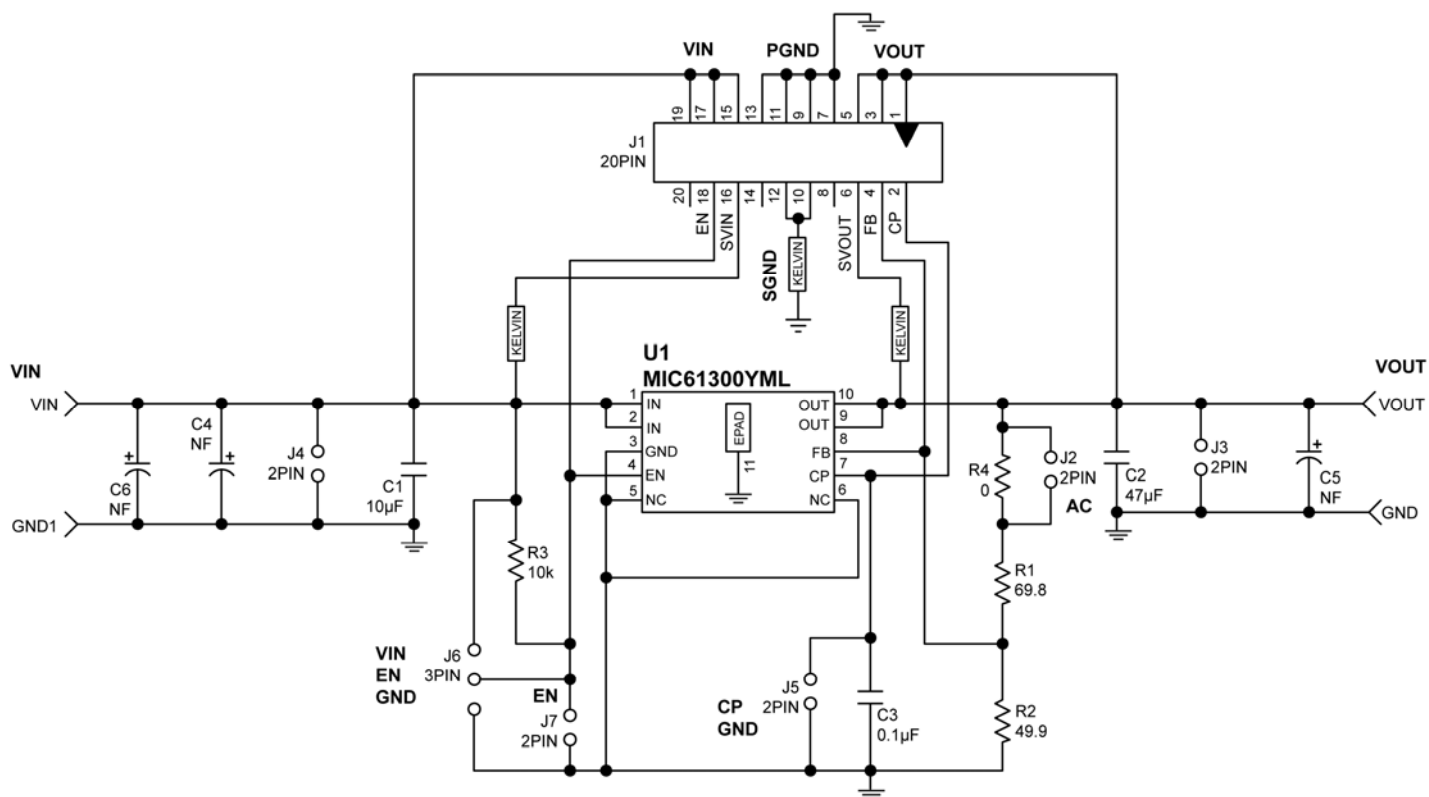 VIN PGND VOUT
19 17 15 13 11 9 7 5 3 1
J1
20PIN
20 18 16 14 12 10 8 6 4 2
EN SVIN SVOUT FB CP
SGND
KELVIN
KELVIN
KELVIN
U1
MIC61300YML
VIN
VIN
GND1
C6
NF
C4
NF
J4
2PIN
C1
10µF
1 IN
2 IN
3 GND
4 EN
5 NC
EPAD
11
OUT 10
OUT 9
FB 8
CP 7
NC 6
VOUT
VOUT
GND
R4
0
J2
2PIN
AC
C2
47µF
J3
2PIN
C5
NF
R3
10k
R1
69.8
VIN
EN
GND
J6
3PIN
EN
J7
2PIN
CP
GND
J5
2PIN
C3
0.1µF
R2
49.9